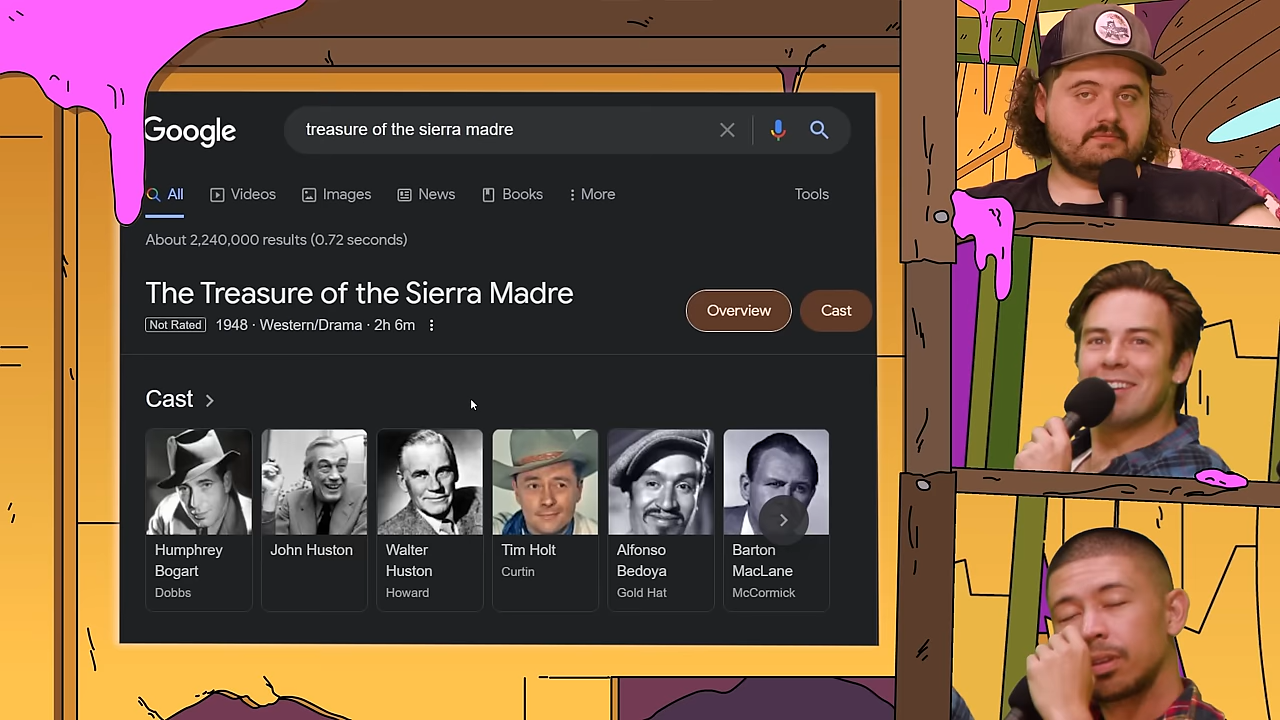 Google
treasure of the sierra madre
All Videos Images News Books More Tools
About 2,240,000 results (0.72 seconds)
The Treasure of the Sierra Madre
Not Rated 1948 · Western/Drama · 2h 6m
Overview Cast
Cast
Humphrey Bogart
Dobbs
John Huston
Walter Huston
Howard
Tim Holt
Curtin
Alfonso Bedoya
Gold Hat
Barton MacLane
McCormick